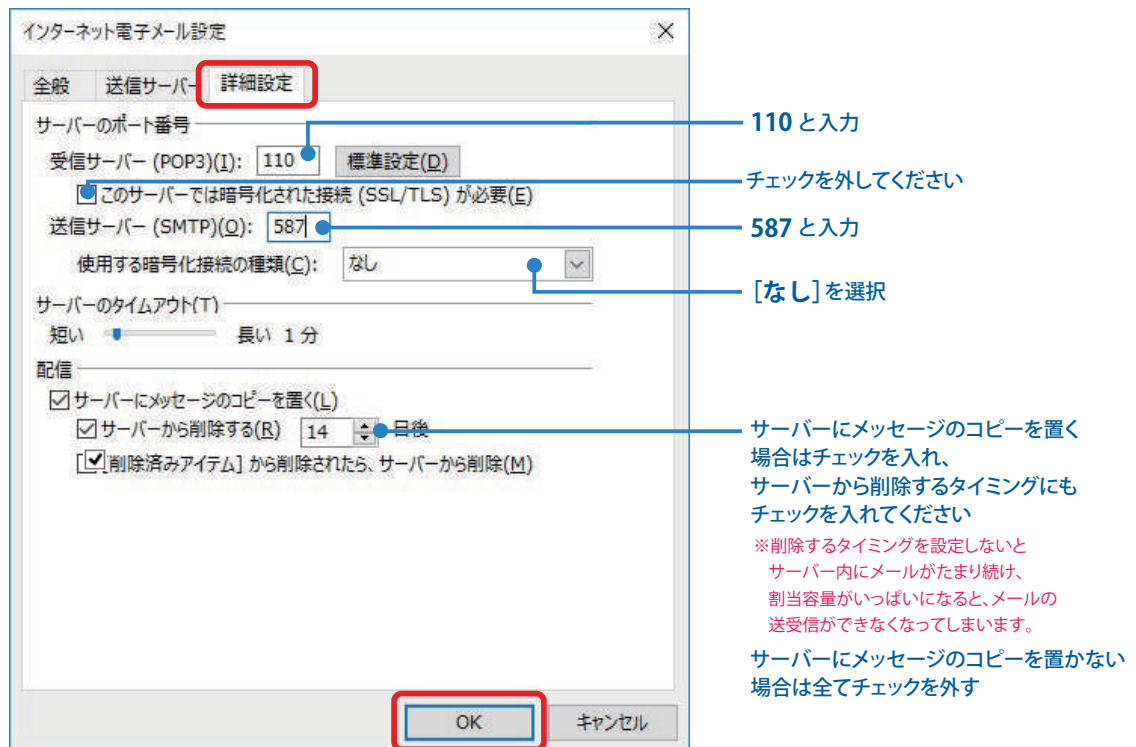 インターネット電子メール設定
全般 送信サーバー 詳細設定
サーバーのポート番号
受信サーバー (POP3)(I): 110 標準設定(D)
このサーバーでは暗号化された接続 (SSL/TLS) が必要(E)
送信サーバー (SMTP)(O): 587
使用する暗号化接続の種類(C): なし
サーバーのタイムアウト(T)
短い 長い 1 分
配信
サーバーにメッセージのコピーを置く(L)
サーバーから削除する(R) 14 日後
[削除済みアイテム] から削除されたら、サーバーから削除(M)
OK キャンセル
110 と入力
チェックを外してください
587 と入力
[なし]を選択
サーバーにメッセージのコピーを置く
場合はチェックを入れ、
サーバーから削除するタイミングにも
チェックを入れてください
※削除するタイミングを設定しないと
サーバー内にメールがたまり続け、
割当容量がいっぱいになると、メールの
送受信ができなくなってしまいます。
サーバーにメッセージのコピーを置かない
場合は全てチェックを外す